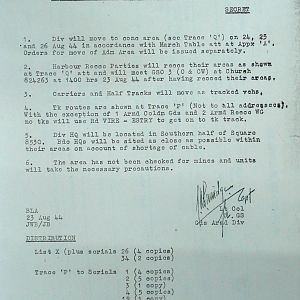 SECRET
1. Div will move to conc area (see Trace 'Q') on 24, 25
and 26 Aug 44 in accordance with March Table att at Appx 'A'.
Orders for move of Adm Area will be issued separately.
2. Harbour Recce Parties will recce their areas as shown
at Trace 'Q' att and will meet GSO 3 (O & CW) at Church
824263 at 1400 hrs 23 Aug 44 after having recced their areas.
3. Carriers and Half Tracks will move as tracked vehs.
4. Tk routes are shown at Trace 'P' (Not to all addressees).
With the exception of 1 Armd Coldm Gds and 2 Armd Recce WG
no tks will use Rd VIRE - ESTRY to get on to tk track.
5. Div HQ will be located in Southern half of Square
8530. Bde HQs will be sited as close as possible within
their areas on account of shortage of cable.
6. The area has not been checked for mines and units
will take the necessary precautions.
Capt
Lt Col
GS
Gds Armd Div
BLA
23 Aug 44
JWB/JB
DISTRIBUTION
List X (plus serials 26 (4 copies)
34 (2 copies)
Trace 'P' to Serials 1 (2 copies)
2 (5 copies)
3 (1 copy)
4 (4 copies)